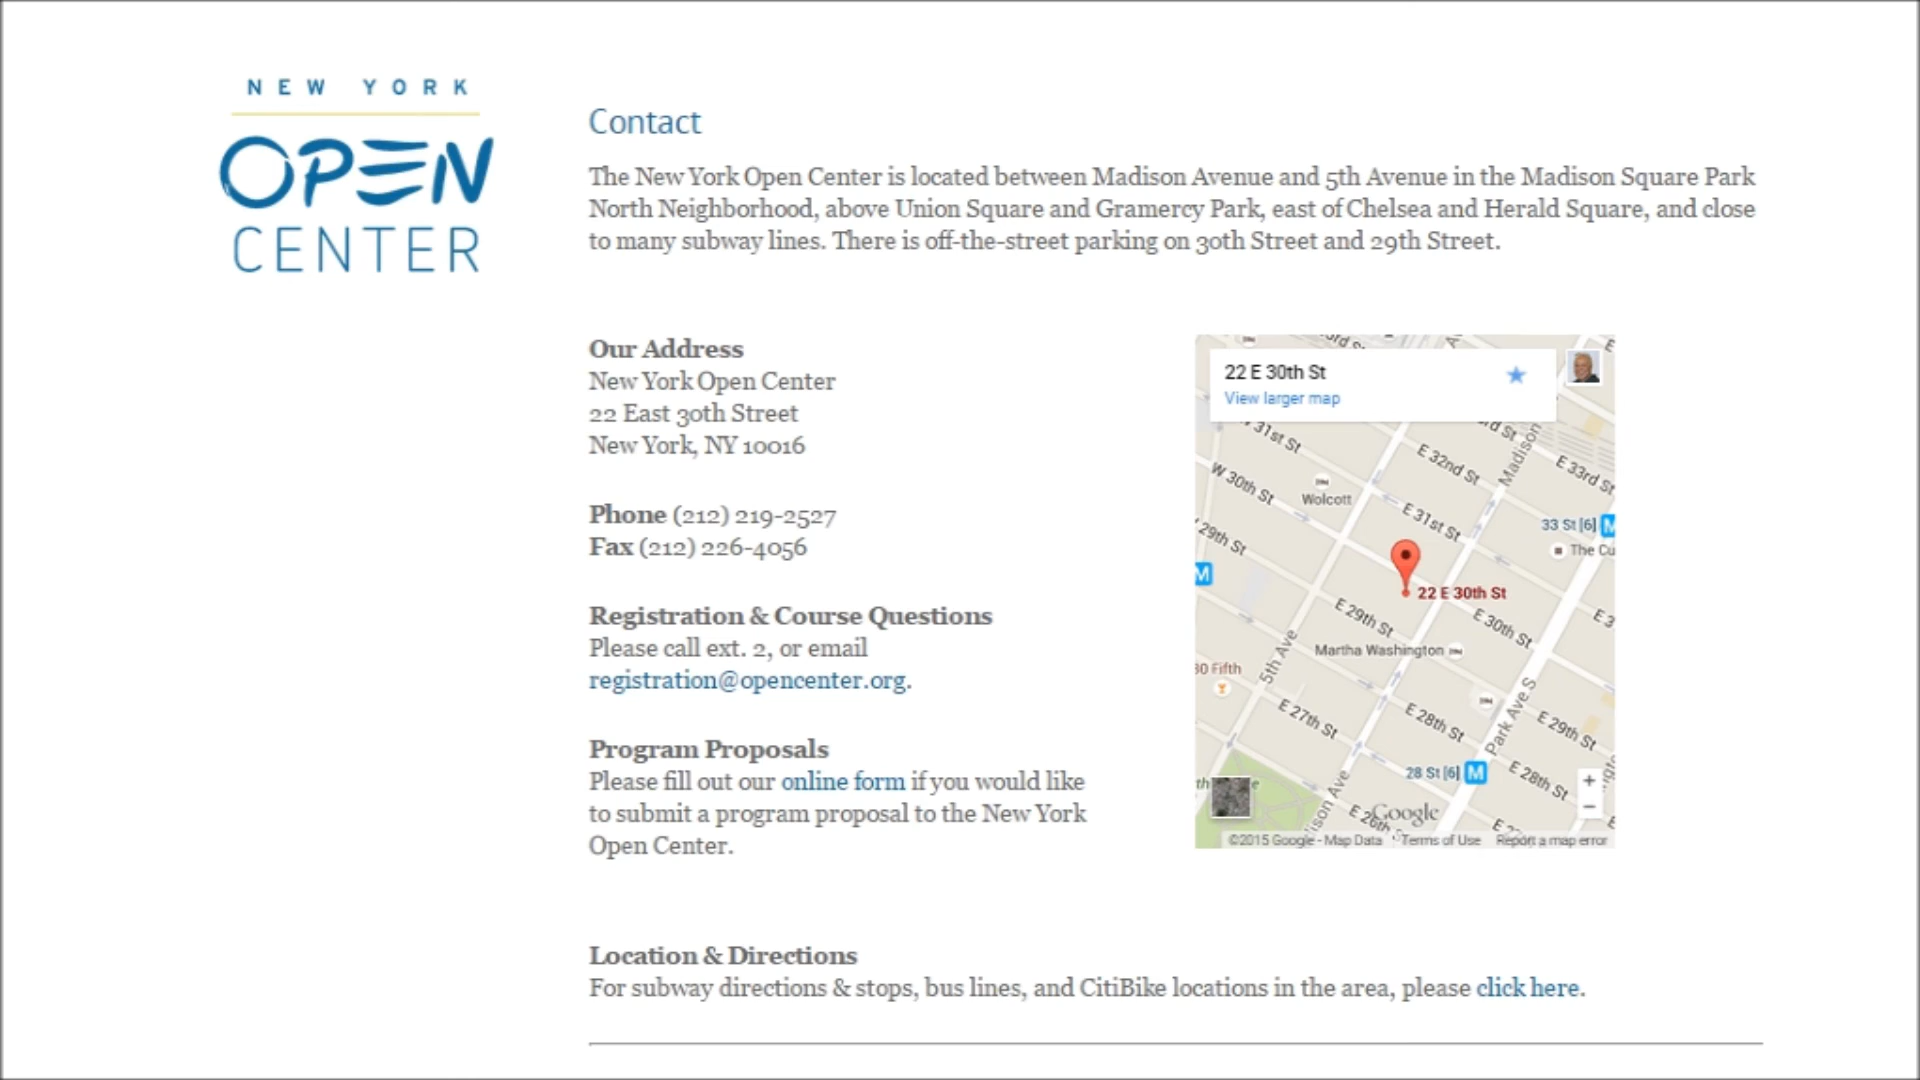 NEW YORK
OPEN
CENTER
Contact
The New York Open Center is located between Madison Avenue and 5th Avenue in the Madison Square Park
North Neighborhood, above Union Square and Gramercy Park, east of Chelsea and Herald Square, and close
to many subway lines. There is off-the-street parking on 30th Street and 29th Street.
Our Address
New York Open Center
22 East 30th Street
New York, NY 10016
Phone (212) 219-2527
Fax (212) 226-4056
Registration & Course Questions
Please call ext. 2, or email
registration@opencenter.org.
Program Proposals
Please fill out our online form if you would like
to submit a program proposal to the New York
Open Center.
22 E 30th St
View larger map
31st St
E 32nd St
Madison
E 33rd St
W 30th St
Wolcott
E 31st St
33 St [6] M
29th St
The Cu
M
22 E 30th St
E 29th St
E 30th St
Martha Washington
5th Ave
30 Fifth
E 27th St
E 28th St
Park Ave S
E 29th St
28 St [6] M
E 28th St
ison Ave
E 26th
Google
©2015 Google - Map Data
Terms of Use
Report a map error
Location & Directions
For subway directions & stops, bus lines, and CitiBike locations in the area, please click here.